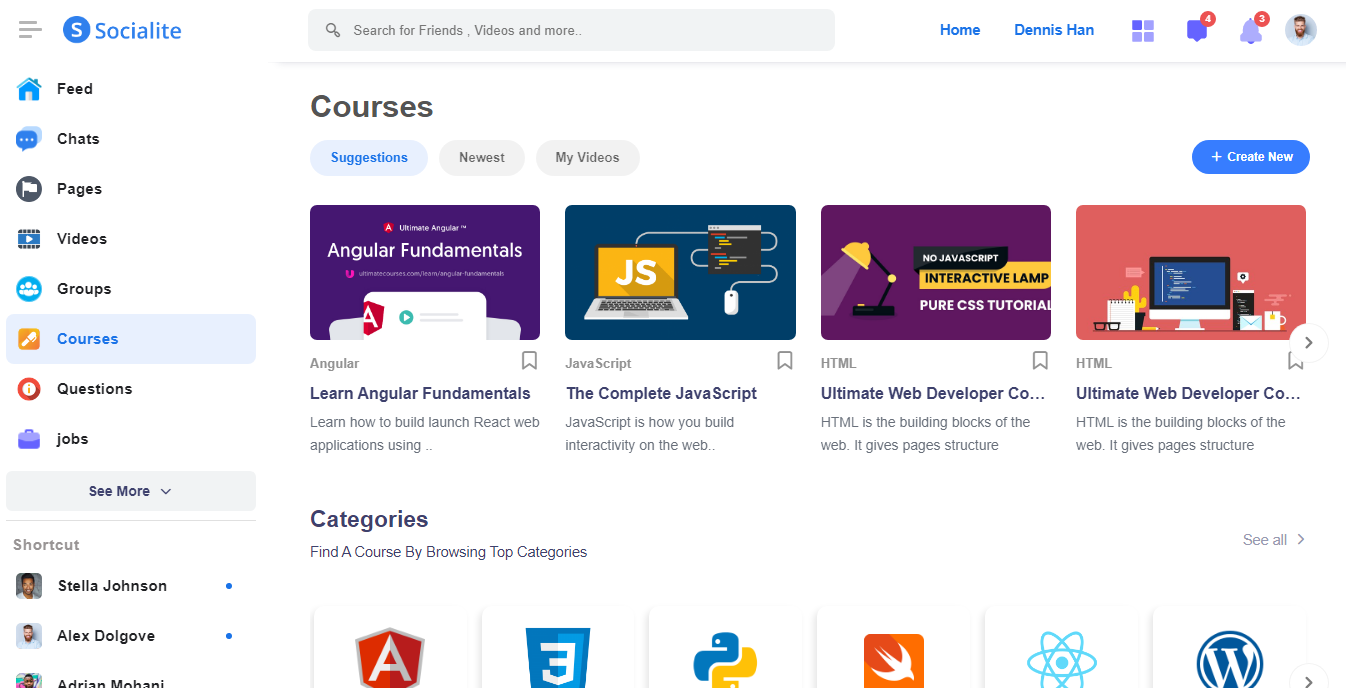 S Socialite
Search for Friends , Videos and more..
Home
Dennis Han
4
3
Feed
Chats
Pages
Videos
Groups
Courses
Questions
jobs
See More
Shortcut
Stella Johnson
Alex Dolgove
Adrian Mohani
Courses
Suggestions
Newest
My Videos
+ Create New
A Ultimate Angular ™
Angular Fundamentals
ultimatecourses.com/learn/angular-fundamentals
A
JS
NO JAVASCRIPT
INTERACTIVE LAMP
PURE CSS TUTORIAL
Angular
Learn Angular Fundamentals
Learn how to build launch React web
applications using ..
JavaScript
The Complete JavaScript
JavaScript is how you build
interactivity on the web..
HTML
Ultimate Web Developer Co...
HTML is the building blocks of the
web. It gives pages structure
HTML
Ultimate Web Developer Co...
HTML is the building blocks of the
web. It gives pages structure
Categories
Find A Course By Browsing Top Categories
See all
A
3
W